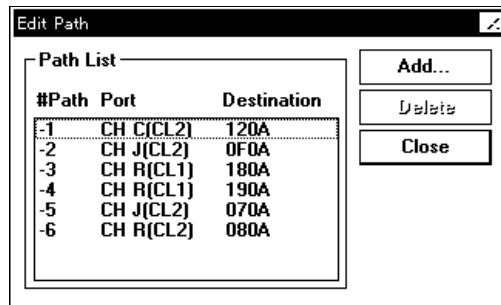 Edit Path
Path List
#Path Port Destination
-1 CH C(CL2) 120A
-2 CH J(CL2) 0F0A
-3 CH R(CL1) 180A
-4 CH R(CL1) 190A
-5 CH J(CL2) 070A
-6 CH R(CL2) 080A
Add...
Delete
Close